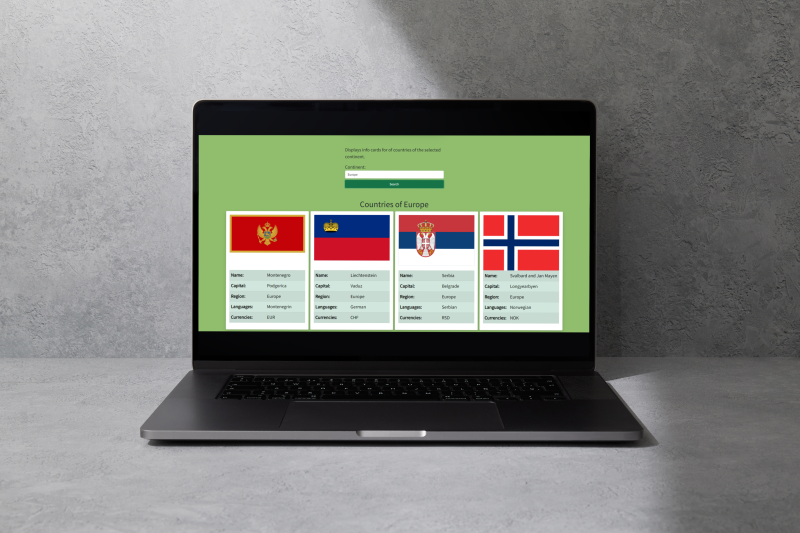 Displays info cards for of countries of the selected
continent.
Continent:
Europe
Search
Countries of Europe
Name: Montenegro
Capital: Podgorica
Region: Europe
Languages: Montenegrin
Currencies: EUR
Name: Liechtenstein
Capital: Vaduz
Region: Europe
Languages: German
Currencies: CHF
Name: Serbia
Capital: Belgrade
Region: Europe
Languages: Serbian
Currencies: RSD
Name: Svalbard and Jan Mayen
Capital: Longyearbyen
Region: Europe
Languages: Norwegian
Currencies: NOK